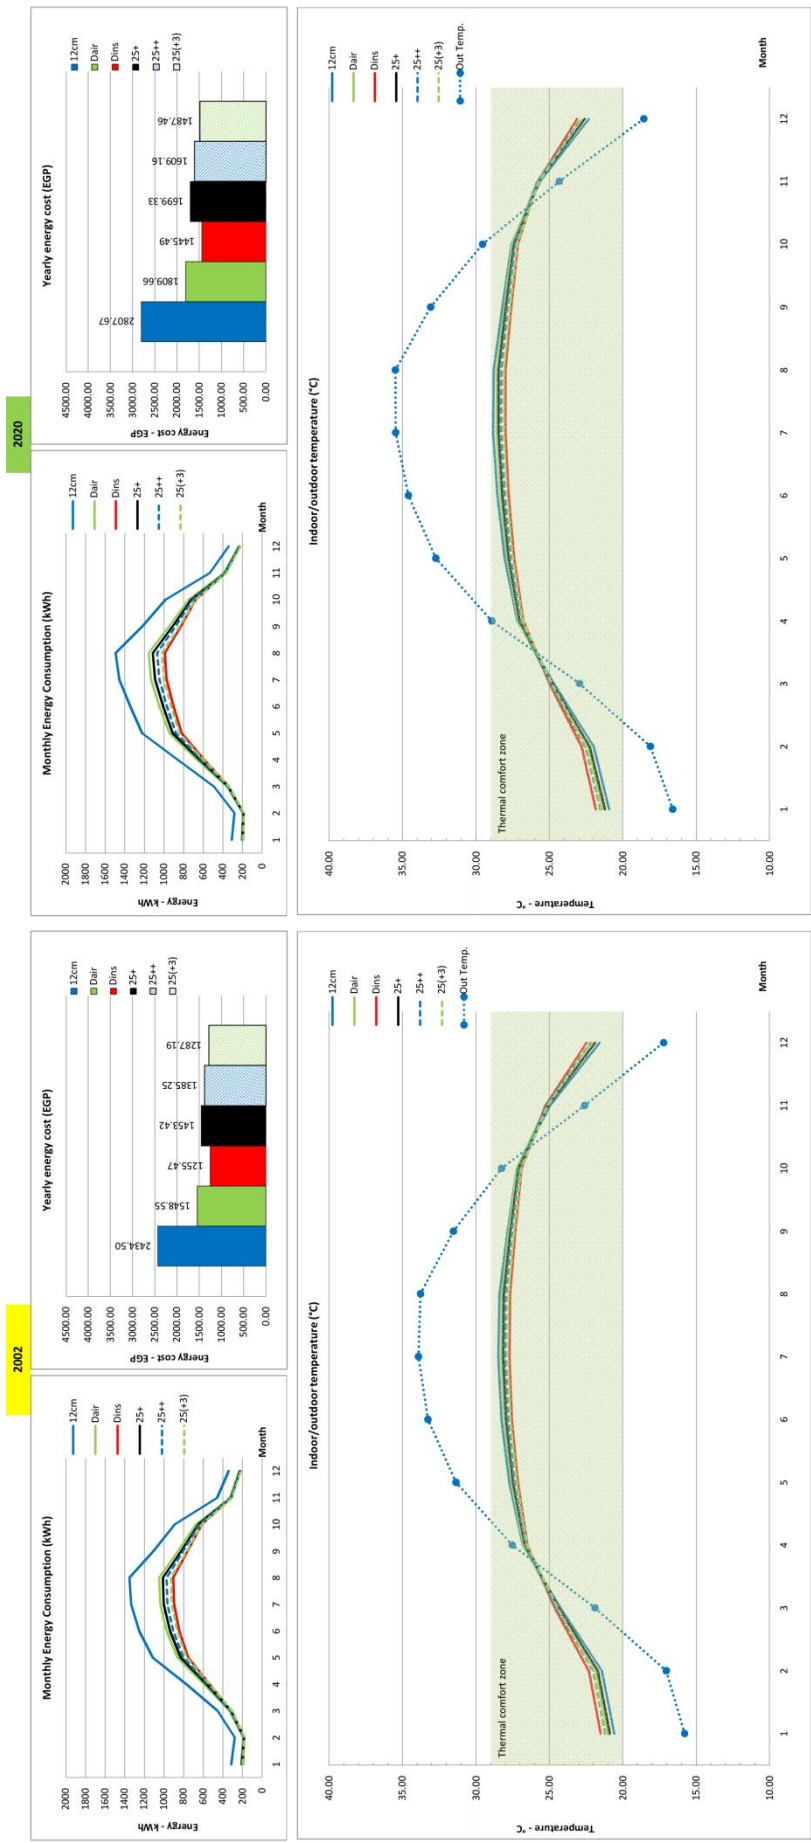 2002
Monthly Energy Consumption (kWh)
Energy - kWh
2000
1800
1600
1400
1200
1000
800
600
400
200
0
1 2 3 4 5 6 7 8 9 10 11 12
Month
12cm
Dair
Dins
25+
25++
25(+3)
Yearly energy cost (EGP)
Energy cost - EGP
4500.00
4000.00
3500.00
3000.00
2500.00
2000.00
1500.00
1000.00
500.00
0.00
2434.50
1548.55
1255.47
1453.42
1385.25
1287.19
12cm
Dair
Dins
25+
25++
25(+3)
Indoor/outdoor temperature (°C)
Temperature - °C
40.00
35.00
30.00
25.00
20.00
15.00
10.00
Thermal comfort zone
1 2 3 4 5 6 7 8 9 10 11 12
Month
12cm
Dair
Dins
25+
25++
25(+3)
Out Temp.
2020
Monthly Energy Consumption (kWh)
Energy - kWh
2000
1800
1600
1400
1200
1000
800
600
400
200
0
1 2 3 4 5 6 7 8 9 10 11 12
Month
12cm
Dair
Dins
25+
25++
25(+3)
Yearly energy cost (EGP)
Energy cost - EGP
4500.00
4000.00
3500.00
3000.00
2500.00
2000.00
1500.00
1000.00
500.00
0.00
2807.67
1809.66
1445.49
1699.33
1609.16
1487.46
12cm
Dair
Dins
25+
25++
25(+3)
Indoor/outdoor temperature (°C)
Temperature - °C
40.00
35.00
30.00
25.00
20.00
15.00
10.00
Thermal comfort zone
1 2 3 4 5 6 7 8 9 10 11 12
Month
12cm
Dair
Dins
25+
25++
25(+3)
Out Temp.